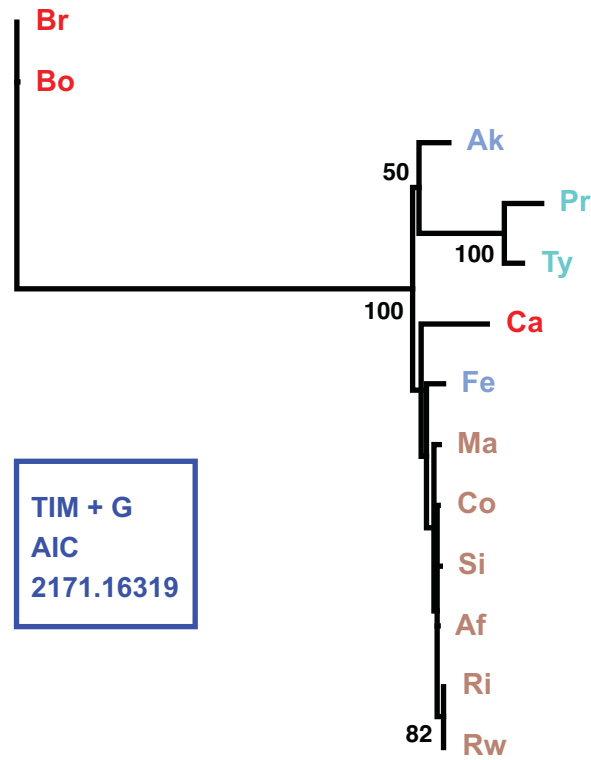 Br
Bo
Ak
50
Pr
100
Ty
100
Ca
Fe
Ma
TIM + G
Co
AIC
Si
2171.16319
Af
Ri
82
Rw